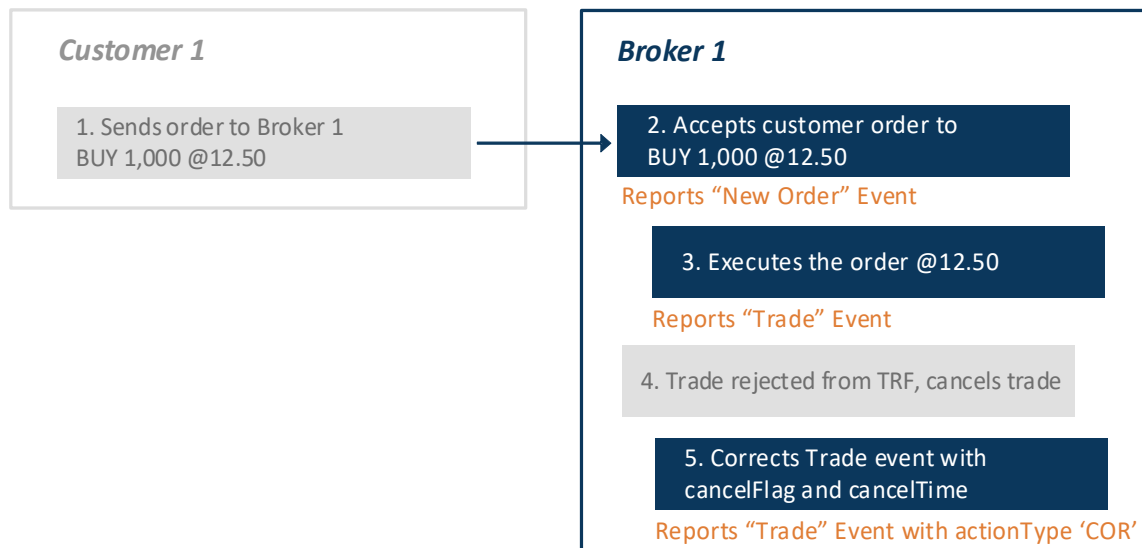 Customer 1
1. Sends order to Broker 1
BUY 1,000 @12.50
Broker 1
2. Accepts customer order to
BUY 1,000 @12.50
Reports “New Order” Event
3. Executes the order @12.50
Reports “Trade” Event
4. Trade rejected from TRF, cancels trade
5. Corrects Trade event with
cancelFlag and cancelTime
Reports “Trade” Event with actionType ‘COR’